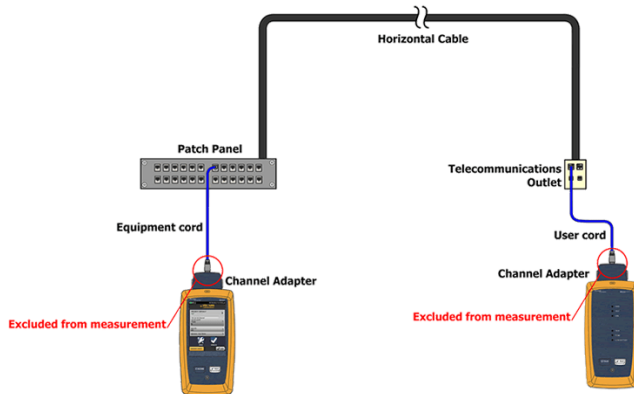 Horizontal Cable
Patch Panel
Telecommunications
Outlet
Equipment cord
User cord
Channel Adapter
Channel Adapter
Excluded from measurement
Excluded from measurement